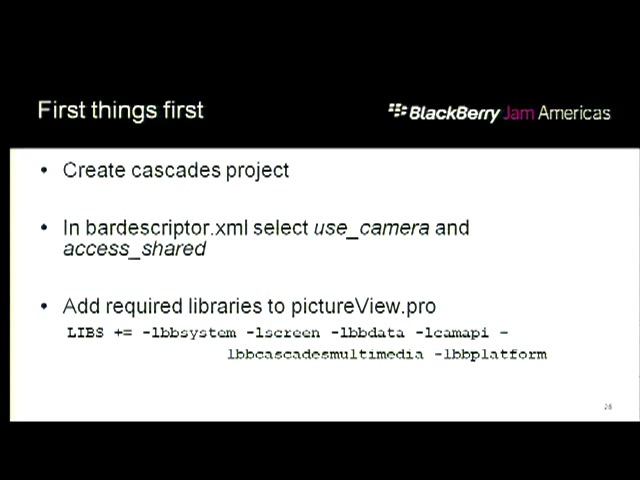 First things first
BlackBerry Jam Americas
• Create cascades project
• In bardescriptor.xml select use_camera and
access_shared
• Add required libraries to pictureView.pro
LIBS += -lbbsystem -lscreen -lbbdata -lcamapi -
lbbcascadesmultimedia -lbbplatform
26